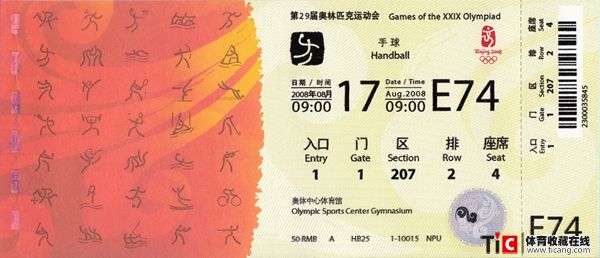 第29届奥林匹克运动会 Games of the XXIX Olympiad
手球
Handball
Beijing 2008
日期 / 时间 Date / Time
2008年08月 17 Aug.2008 E74
09:00 09:00
入口 门 区 排 座席
Entry Gate Section Row Seat
1 1 207 2 4
奥体中心体育馆
Olympic Sports Center Gymnasium
50 RMB A HB25 1-10015 NPU
座席 Seat 4
排 Row 2
区 Section 207
门 Gate 1
入口 Entry 1
2300035845
E74
TiC 体育收藏在线
tisc.com.cn